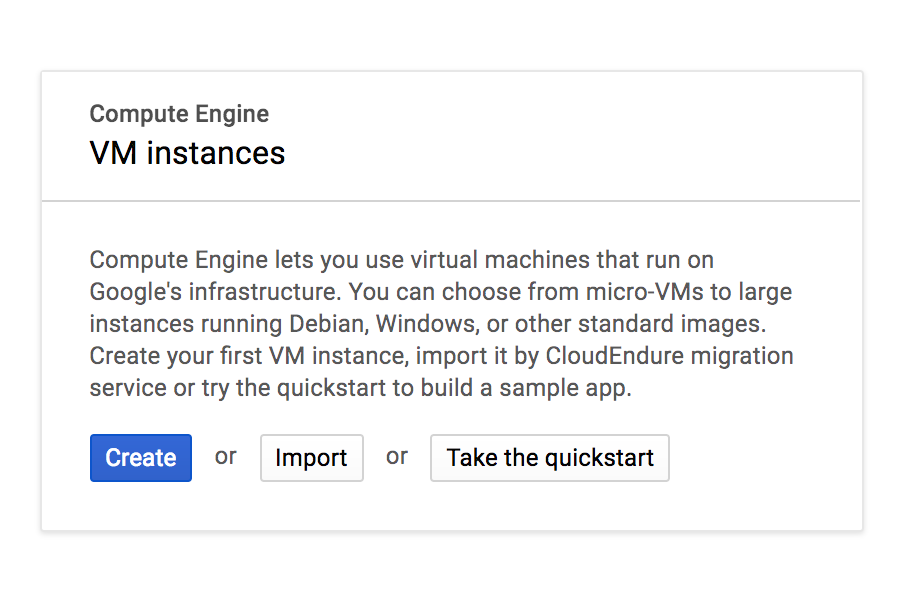 Compute Engine
VM instances
Compute Engine lets you use virtual machines that run on
Google's infrastructure. You can choose from micro-VMs to large
instances running Debian, Windows, or other standard images.
Create your first VM instance, import it by CloudEndure migration
service or try the quickstart to build a sample app.
Create or Import or Take the quickstart